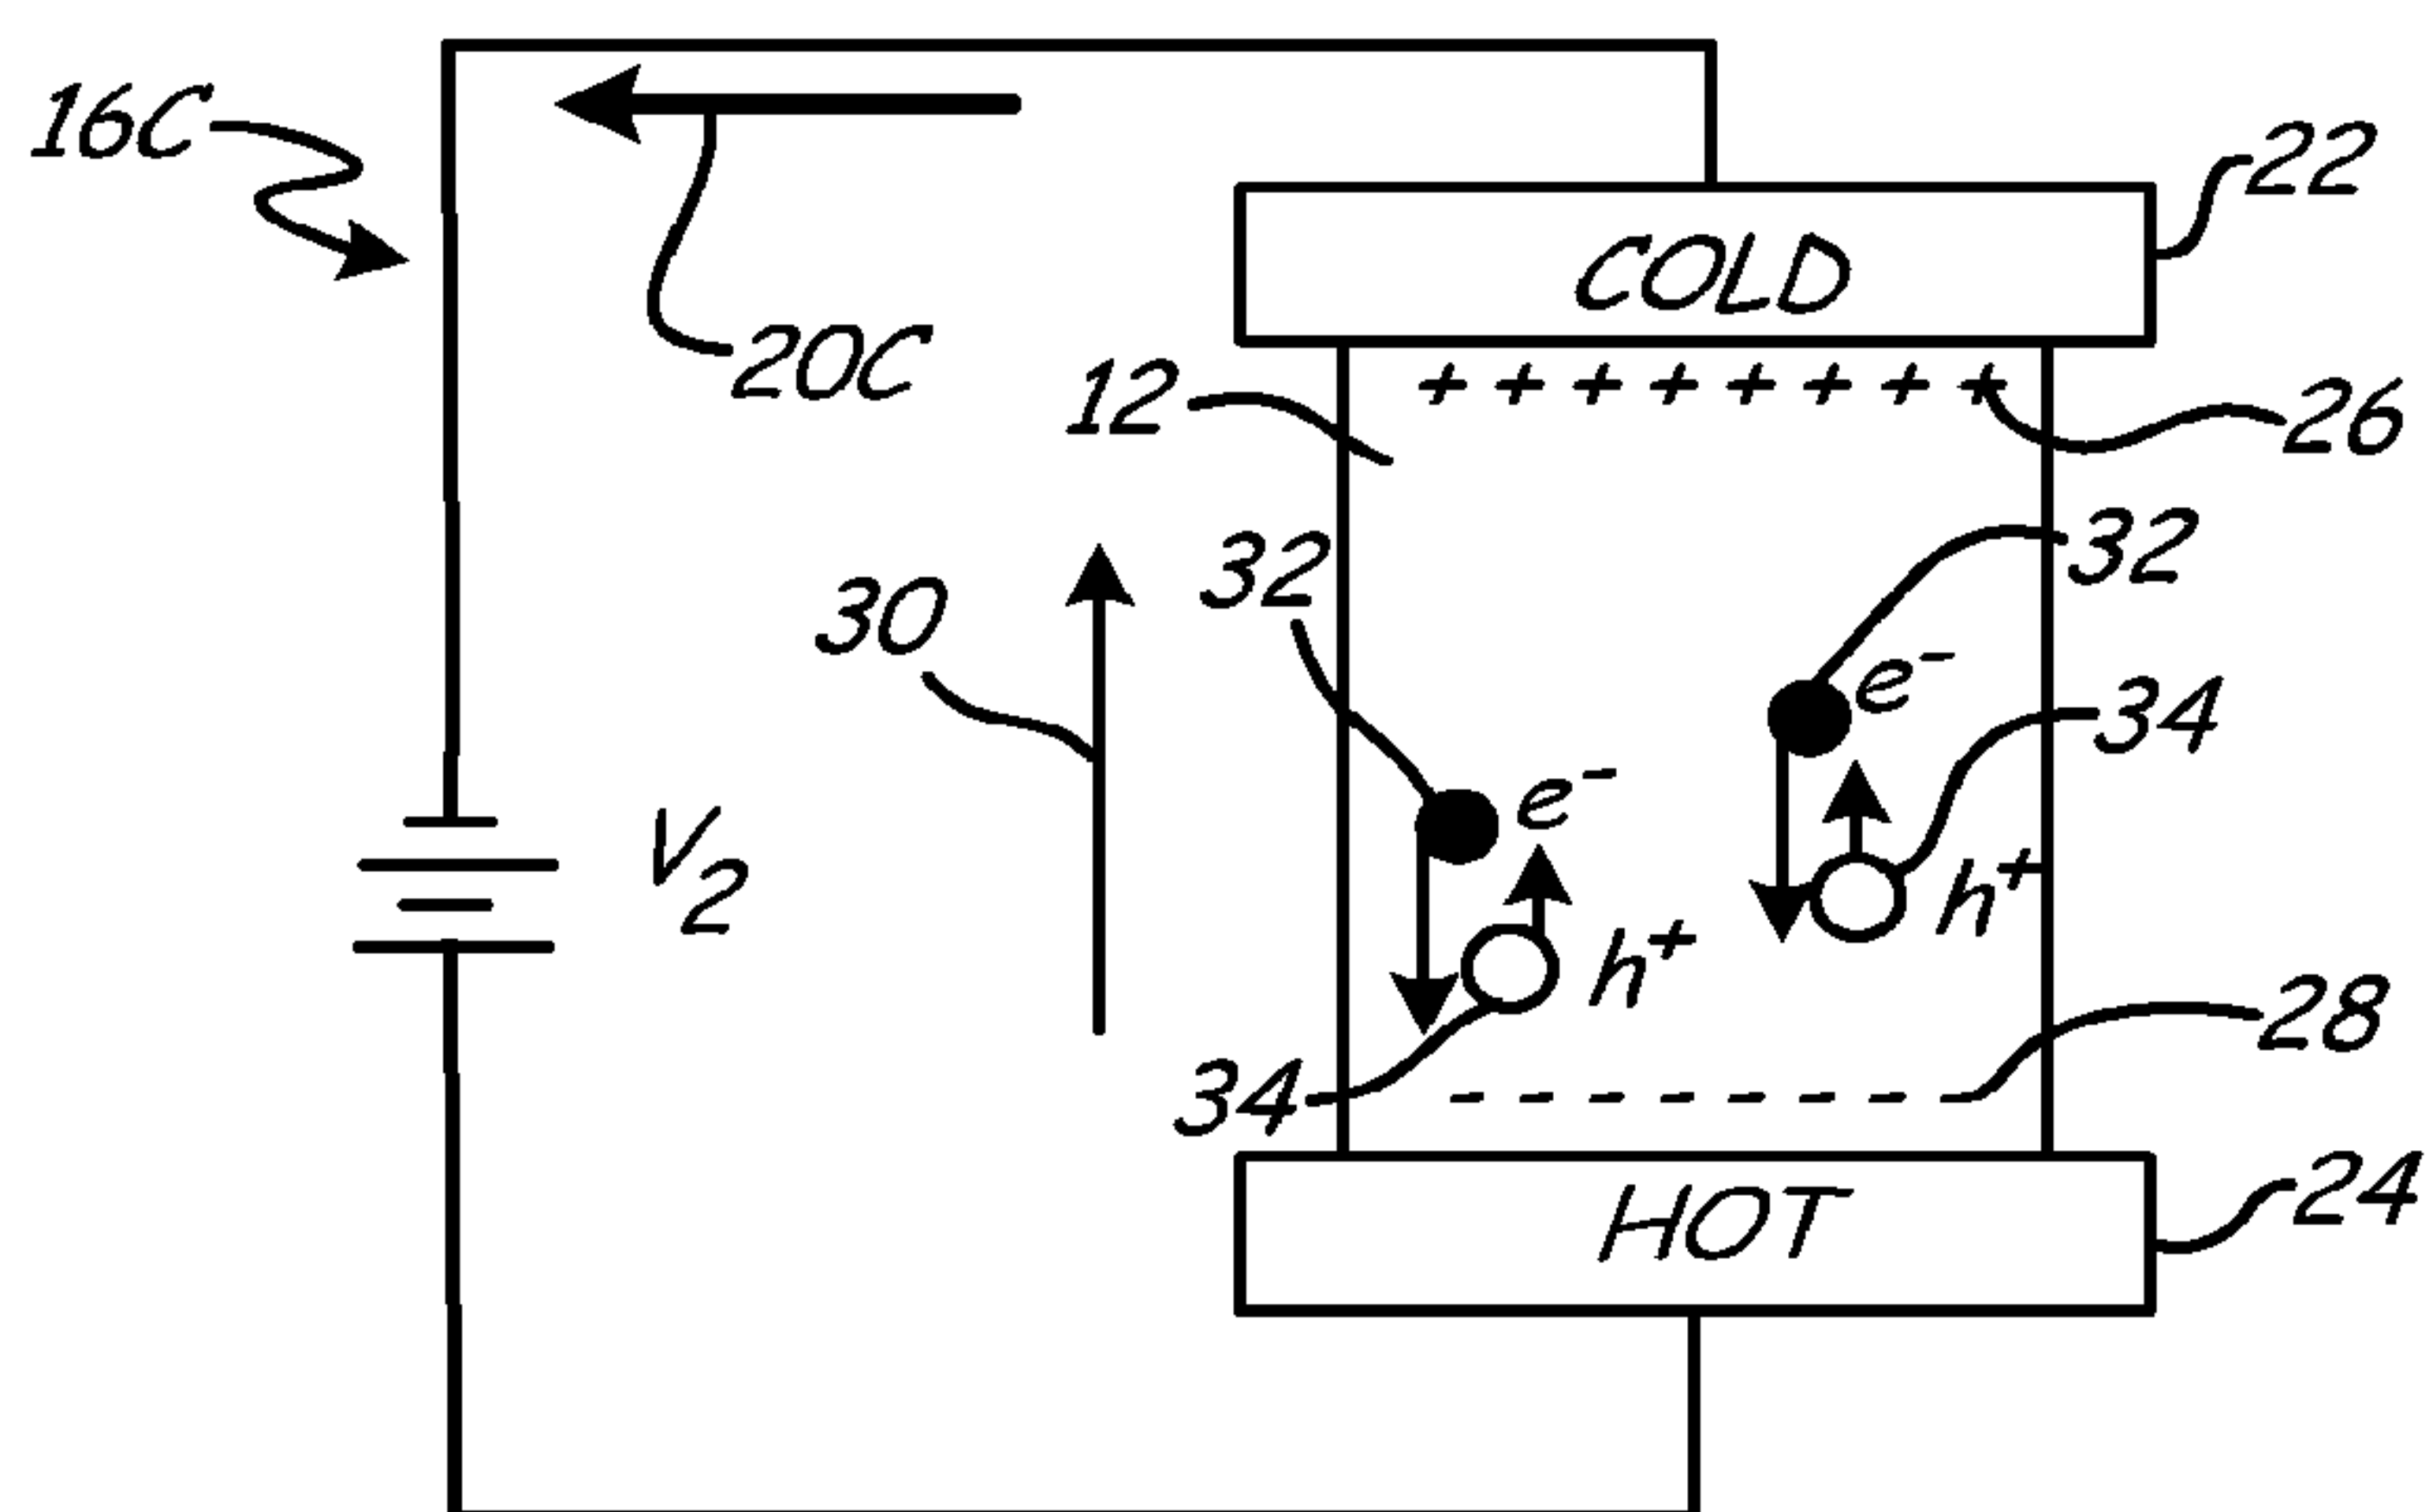 16C
22
COLD
20C
12
+ + + + + + + +
26
32
32
30
e⁻
34
e⁻
V₂
h⁺
h⁺
28
34
- - - - - - - -
24
HOT